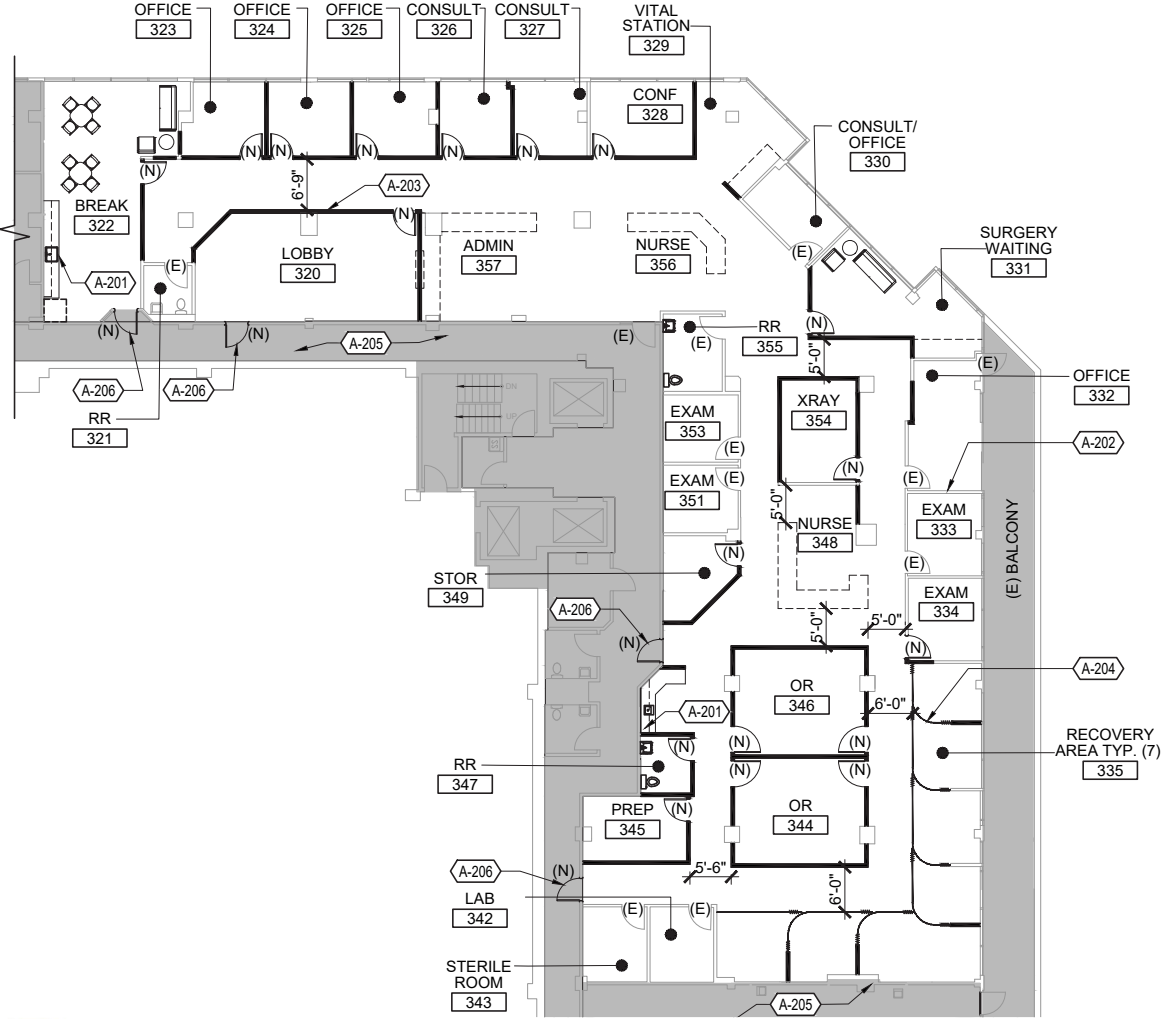 OFFICE
323
OFFICE
324
OFFICE
325
CONSULT
326
CONSULT
327
VITAL
STATION
329
CONF
328
CONSULT/
OFFICE
330
(N)
(N)
(N)
(N)
(N)
(N)
(N)
6'-9"
A-203
BREAK
322
(N)
LOBBY
320
ADMIN
357
NURSE
356
(E)
SURGERY
WAITING
331
(E)
A-201
(N)
(N)
A-205
(E)
RR
355
(E)
(N)
5'-0"
(E)
A-206
A-206
RR
321
DN
UP
OFFICE
332
XRAY
354
EXAM
353
(E)
A-202
(N)
(E)
EXAM
351
(E)
5'-0"
EXAM
333
NURSE
348
(E) BALCONY
(N)
(E)
STOR
349
EXAM
334
A-206
5'-0"
5'-0"
(N)
(N)
A-204
OR
346
6'-0"
A-201
RECOVERY
AREA TYP. (7)
335
(N)
(N)
(N)
RR
347
(N)
(N)
PREP
345
(N)
OR
344
A-206
(N)
5'-6"
6'-0"
LAB
342
(E)
(E)
STERILE
ROOM
343
A-205